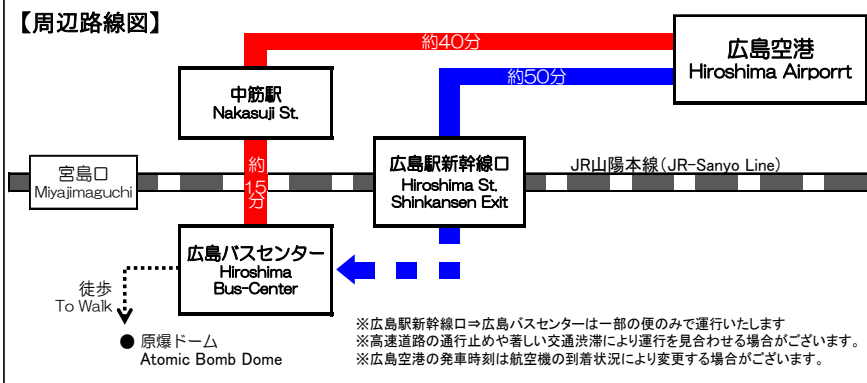 【周辺路線図】
約40分
広島空港
Hiroshima Airporrt
約50分
中筋駅
Nakasuji St.
約15分
宮島口
Miyajimaguchi
広島駅新幹線口
Hiroshima St.
Shinkansen Exit
JR山陽本線(JR-Sanyo Line)
広島バスセンター
Hiroshima
Bus-Center
徒歩
To Walk
● 原爆ドーム
Atomic Bomb Dome
※広島駅新幹線口⇒広島バスセンターは一部の便のみで運行いたします
※高速道路の通行止めや著しい交通渋滞により運行を見合わせる場合がございます。
※広島空港の発車時刻は航空機の到着状況により変更する場合がございます。